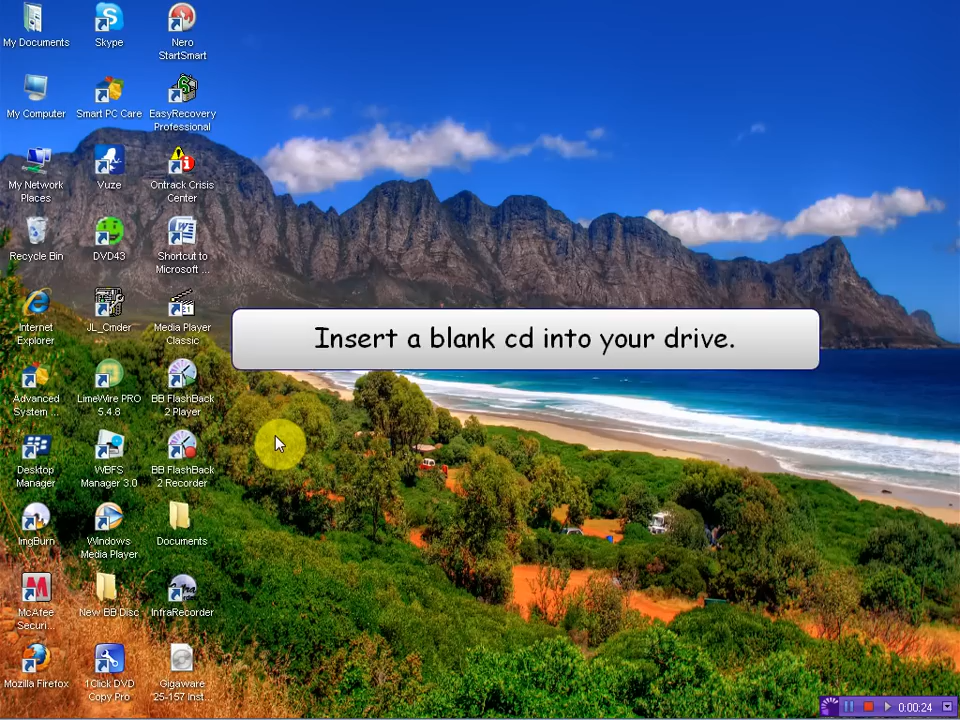 My Documents
Skype
Nero
StartSmart
My Computer
Smart PC Care
EasyRecovery
Professional
My Network
Places
Vuze
Ontrack Crisis
Center
Recycle Bin
DVD43
Shortcut to
Microsoft ...
Internet
Explorer
JL_Cmder
Media Player
Classic
Insert a blank cd into your drive.
Advanced
System ...
LimeWire PRO
5.4.8
BB FlashBack
2 Player
Desktop
Manager
WBFS
Manager 3.0
BB FlashBack
2 Recorder
ImgBurn
Windows
Media Player
Documents
McAfee
Securi...
New BB Disc
InfraRecorder
Mozilla Firefox
1Click DVD
Copy Pro
Gigaware
25-157 Inst...
0:00:24